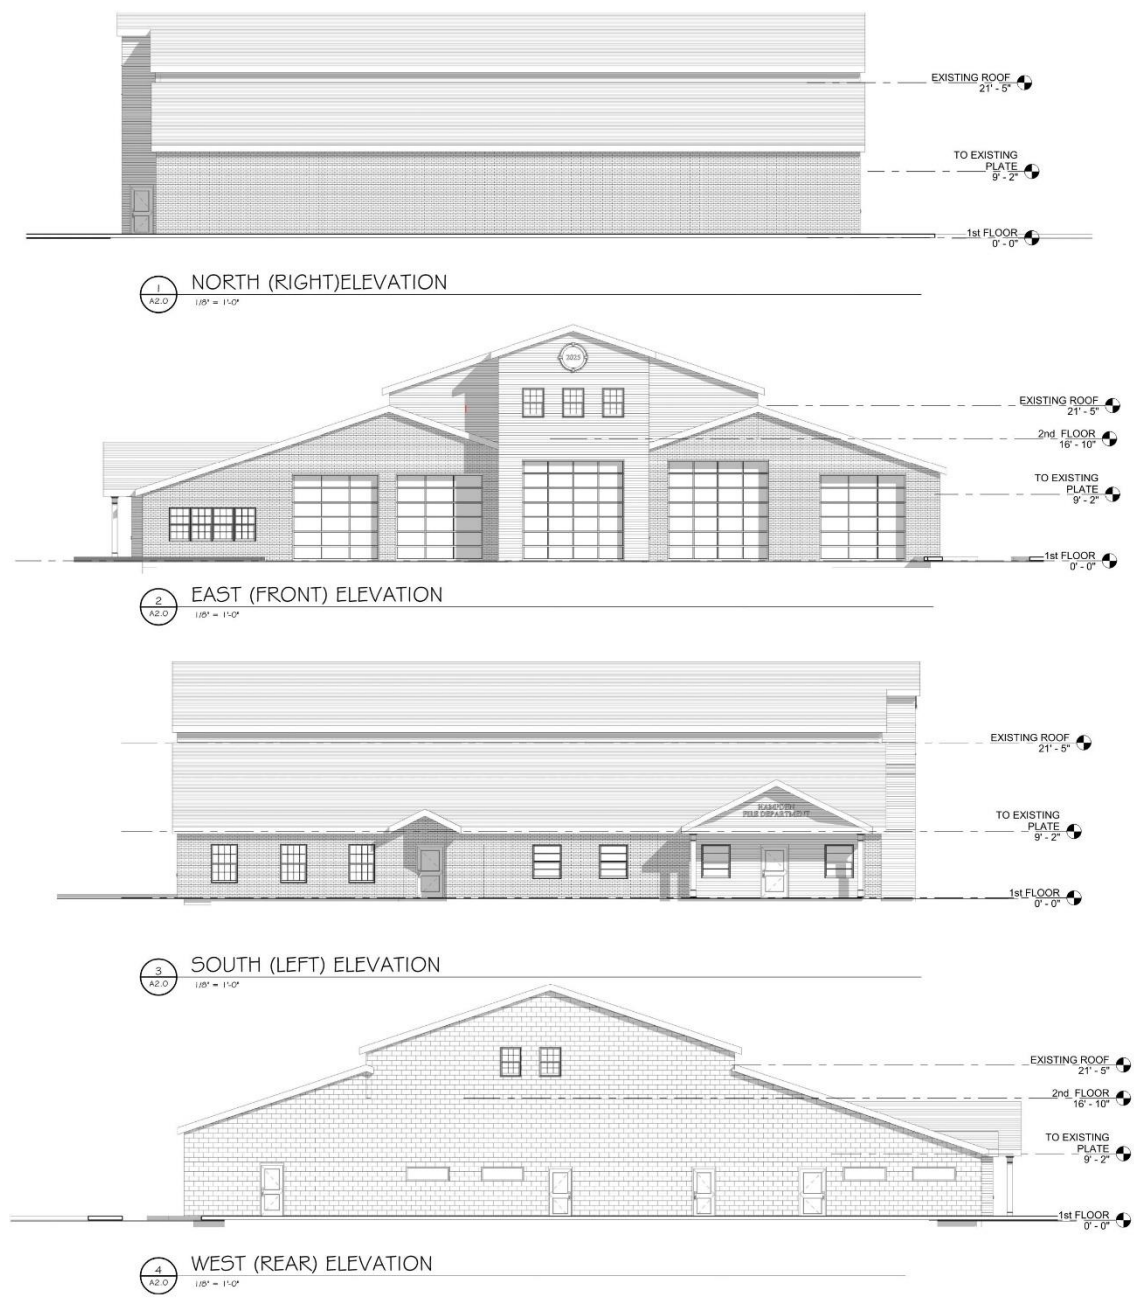 EXISTING ROOF
21' - 5"
TO EXISTING
PLATE
9' - 2"
1st FLOOR
0' - 0"
1
A2.0
NORTH (RIGHT)ELEVATION
1/8" = 1'-0"
2025
EXISTING ROOF
21' - 5"
2nd FLOOR
16' - 10"
TO EXISTING
PLATE
9' - 2"
1st FLOOR
0' - 0"
2
A2.0
EAST (FRONT) ELEVATION
1/8" = 1'-0"
EXISTING ROOF
21' - 5"
HAMPDEN
FIRE DEPARTMENT
TO EXISTING
PLATE
9' - 2"
1st FLOOR
0' - 0"
3
A2.0
SOUTH (LEFT) ELEVATION
1/8" = 1'-0"
EXISTING ROOF
21' - 5"
2nd FLOOR
16' - 10"
TO EXISTING
PLATE
9' - 2"
1st FLOOR
0' - 0"
4
A2.0
WEST (REAR) ELEVATION
1/8" = 1'-0"